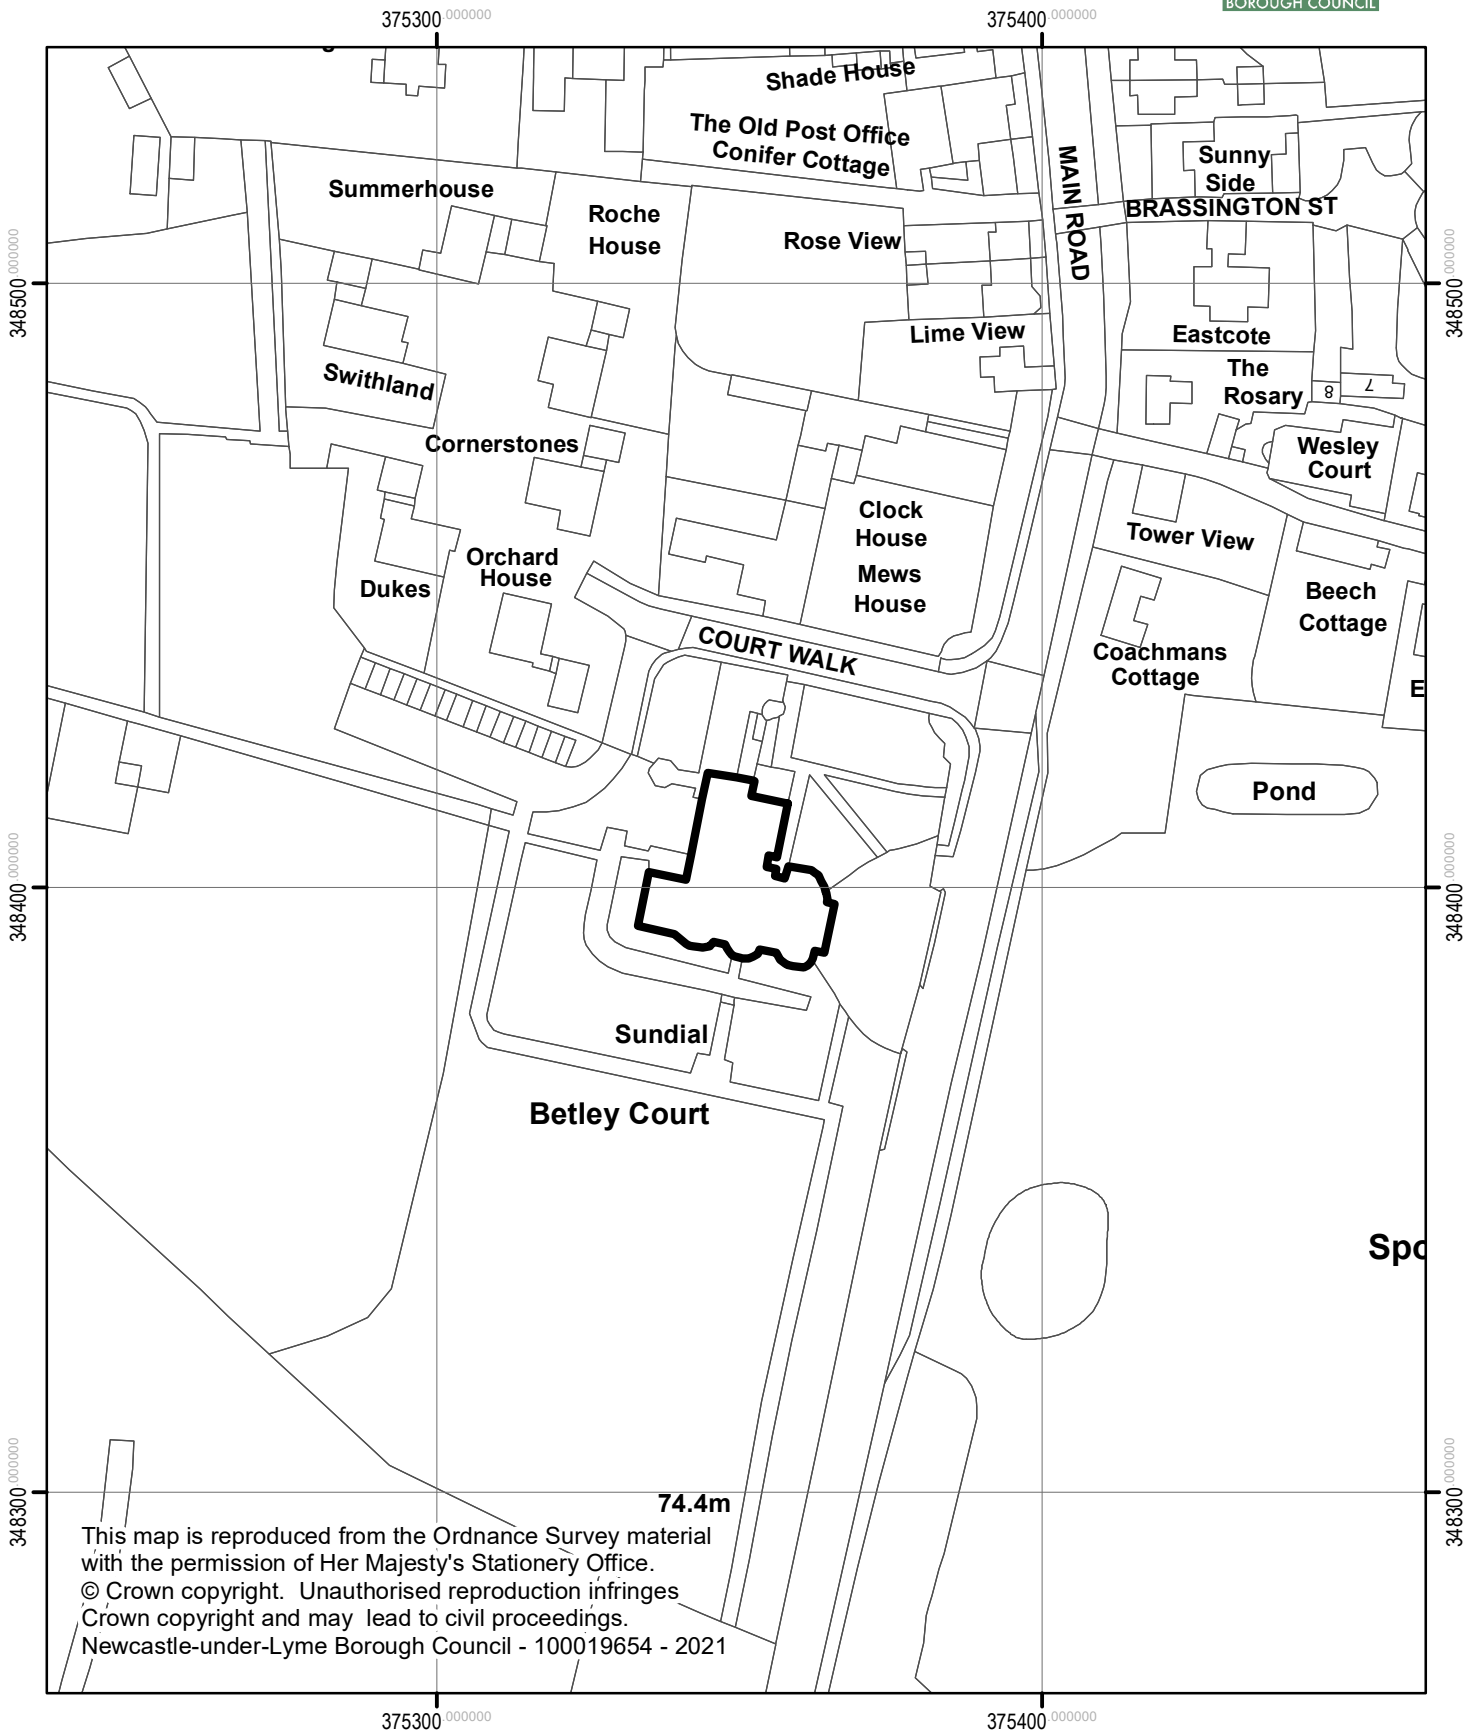 BOROUGH COUNCIL
375300.000000
375400.000000
Shade House
The Old Post Office
Conifer Cottage
MAIN ROAD
Sunny
Side
BRASSINGTON ST
Summerhouse
Roche
House
Rose View
348500.000000
348500.000000
Lime View
Eastcote
The
Rosary
8
7
Swithland
Cornerstones
Wesley
Court
Clock
House
Tower View
Orchard
House
Dukes
Mews
House
Beech
Cottage
COURT WALK
Coachmans
Cottage
E
Pond
348400.000000
348400.000000
Sundial
Betley Court
Spo
348300.000000
348300.000000
74.4m
This map is reproduced from the Ordnance Survey material
with the permission of Her Majesty's Stationery Office.
© Crown copyright. Unauthorised reproduction infringes
Crown copyright and may lead to civil proceedings.
Newcastle-under-Lyme Borough Council - 100019654 - 2021
375300.000000
375400.000000